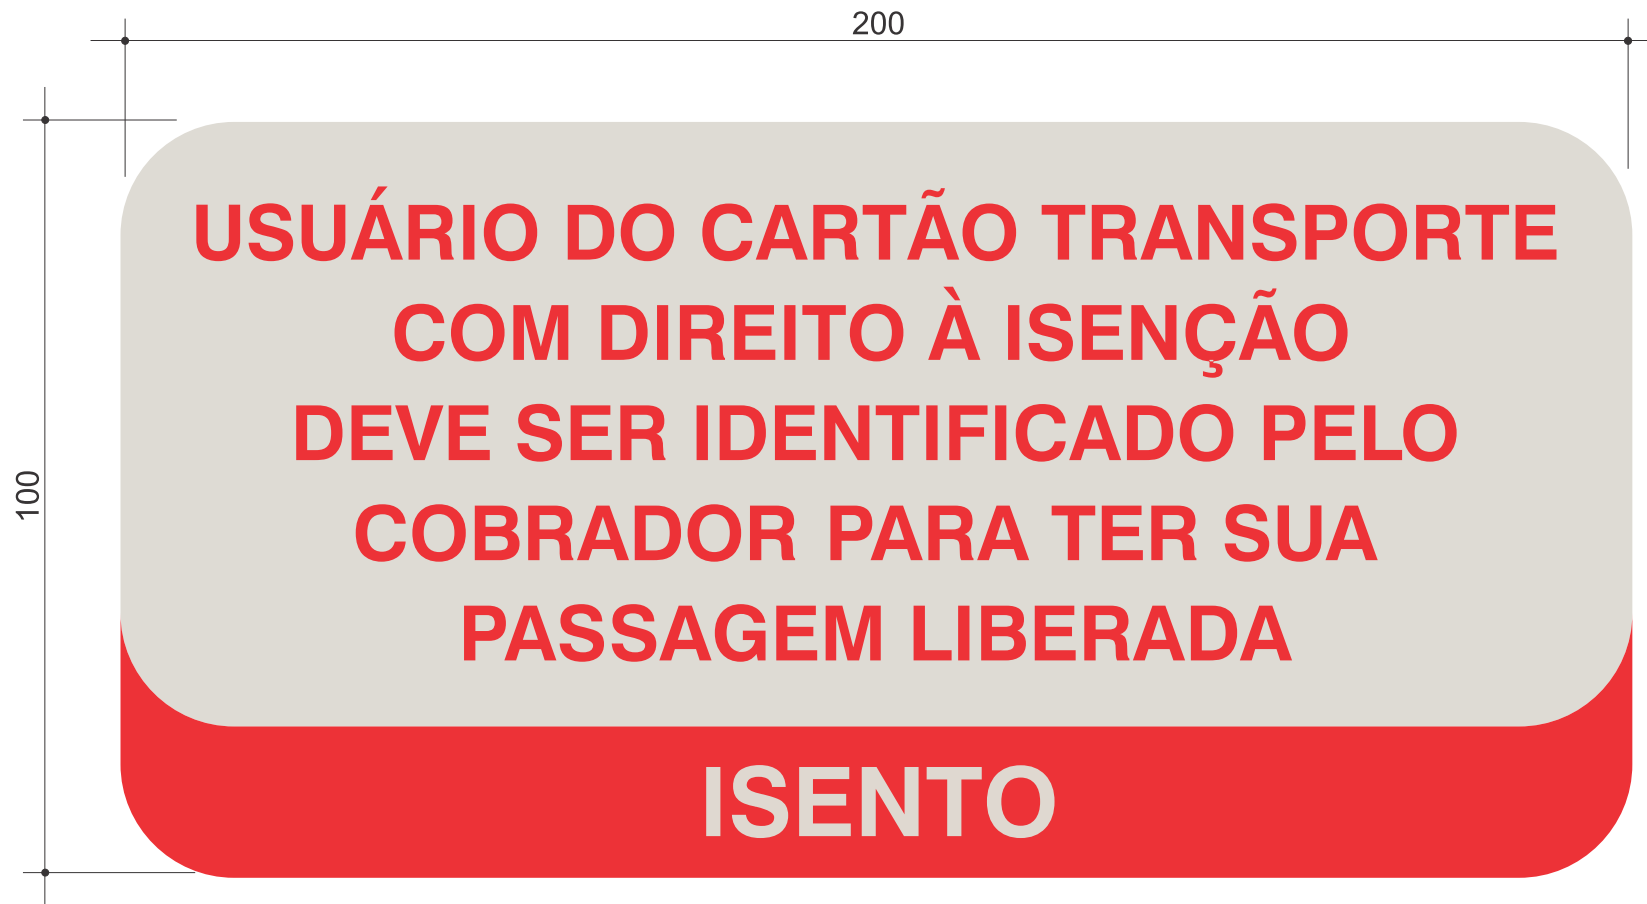 200
100
USUÁRIO DO CARTÃO TRANSPORTE
COM DIREITO À ISENÇÃO
DEVE SER IDENTIFICADO PELO
COBRADOR PARA TER SUA
PASSAGEM LIBERADA
ISENTO